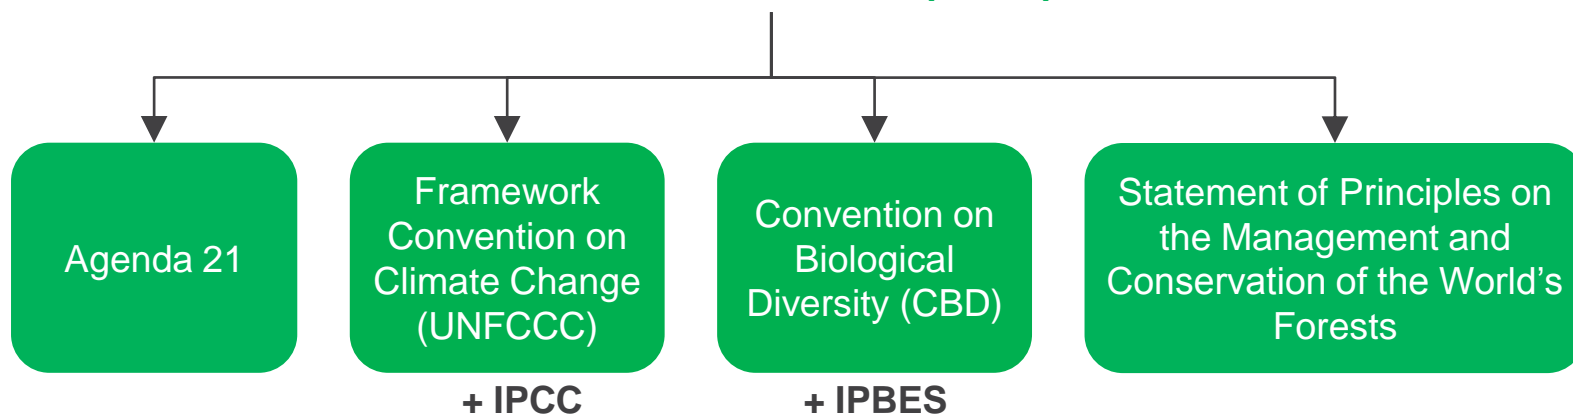 Agenda 21
Framework
Convention on
Climate Change
(UNFCCC)
Convention on
Biological
Diversity (CBD)
Statement of Principles on
the Management and
Conservation of the World’s
Forests
+ IPCC
+ IPBES